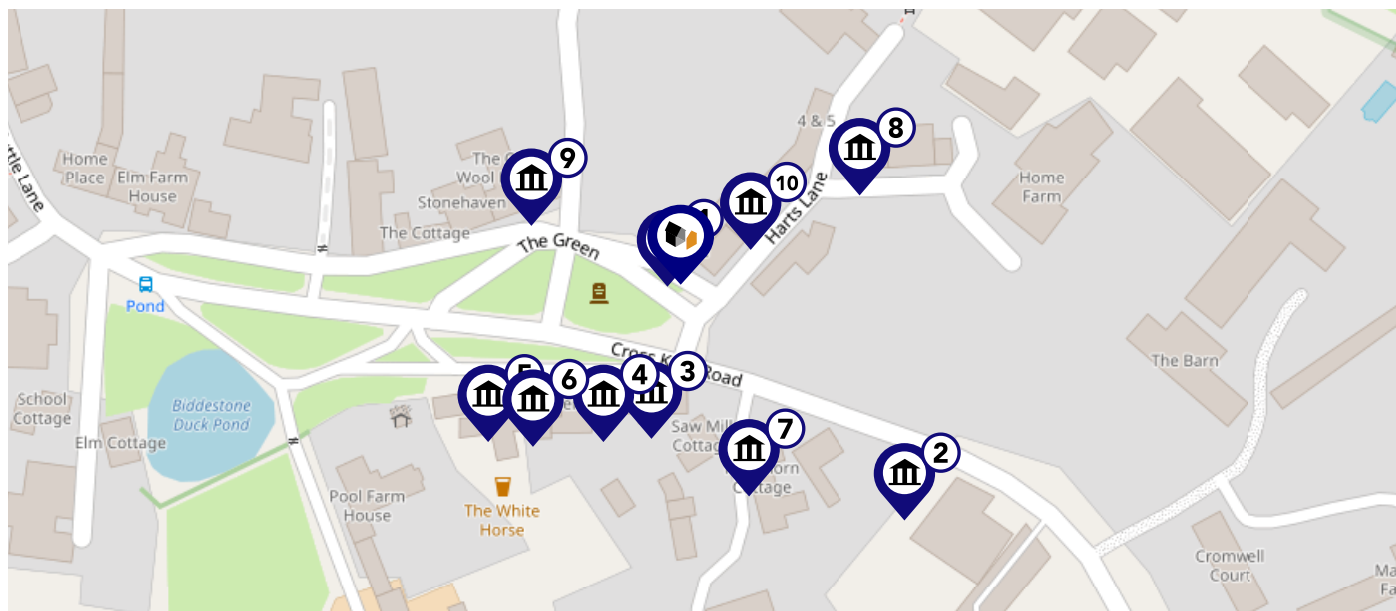 4 & 5
8
Home
Place
Elm Farm
House
The
Wool
9
Stonehaven
10
Home
Farm
The Cottage
The Green
Harts Lane
Lane
Pond
Cross Road
The Barn
School
Cottage
Biddestone
Duck Pond
Elm Cottage
5
6
4
3
Saw Mill
Cottage
7
Cottage
2
Pool Farm
House
The White
Horse
Cromwell
Court